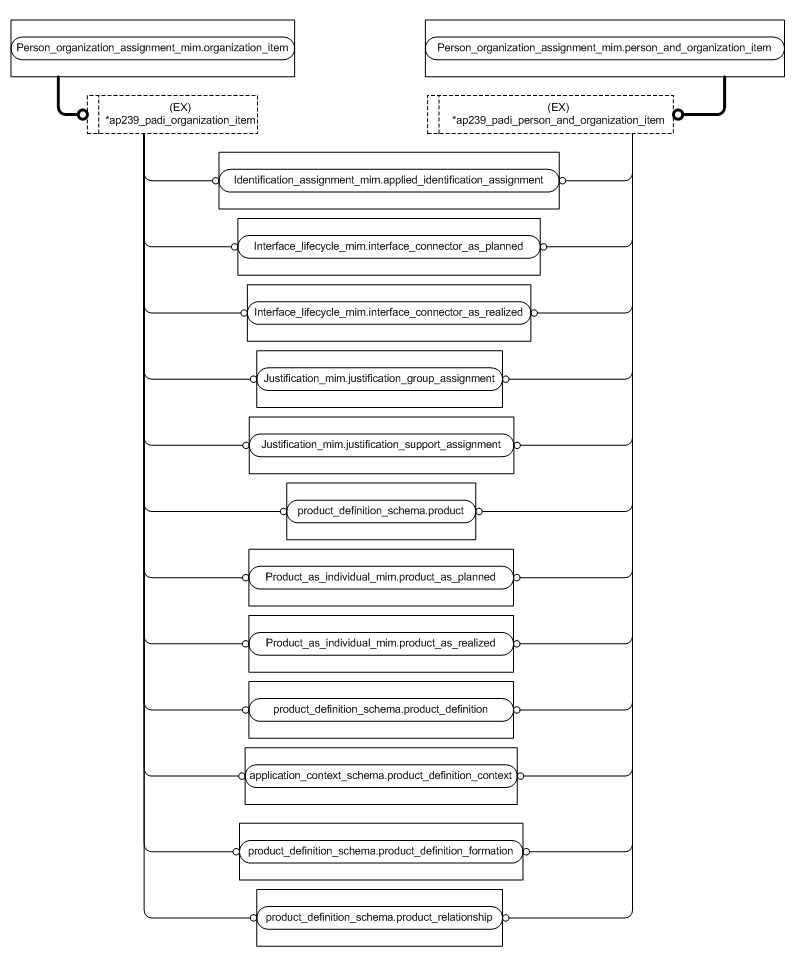 Person_organization_assignment_mim.organization_item
Person_organization_assignment_mim.person_and_organization_item
(EX)
*ap239_padi_organization_item
(EX)
*ap239_padi_person_and_organization_item
Identification_assignment_mim.applied_identification_assignment
Interface_lifecycle_mim.interface_connector_as_planned
Interface_lifecycle_mim.interface_connector_as_realized
Justification_mim.justification_group_assignment
Justification_mim.justification_support_assignment
product_definition_schema.product
Product_as_individual_mim.product_as_planned
Product_as_individual_mim.product_as_realized
product_definition_schema.product_definition
application_context_schema.product_definition_context
product_definition_schema.product_definition_formation
product_definition_schema.product_relationship